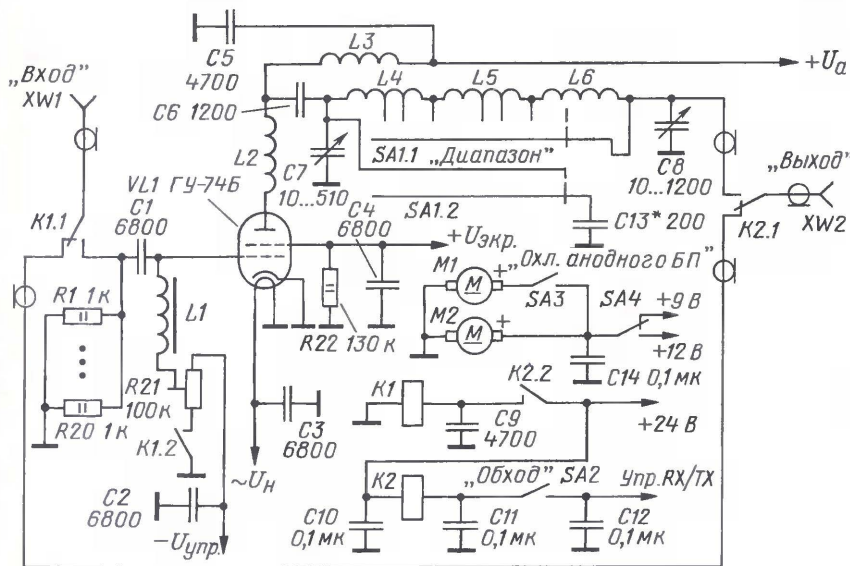 C5
4700
L3
+Uа
„Вход"
XW1
L4
L5
L6
C6 1200
L2
C7
10...510
SA1.1 „Диапазон"
C8
10...1200
„Выход"
XW2
VL1
ГУ-74Б
C1
6800
K1.1
C4
6800
SA1.2
C13* 200
K2.1
+Uэкр.
M1
+
„Охл. анодного БП"
M
SA3
SA4
+9 В
M2
+
M
+12 В
R1 1к
L1
R22 130 к
C14 0,1 мк
R21
100к
R20 1к
K1.2
C3
6800
K1
K2.2
C9
4700
+24 В
~Uн
K2
„Обход"
SA2
Упр. RX/TX
C2
6800
C10
0,1 мк
C11
0,1 мк
C12
0,1 мк
−Uупр.